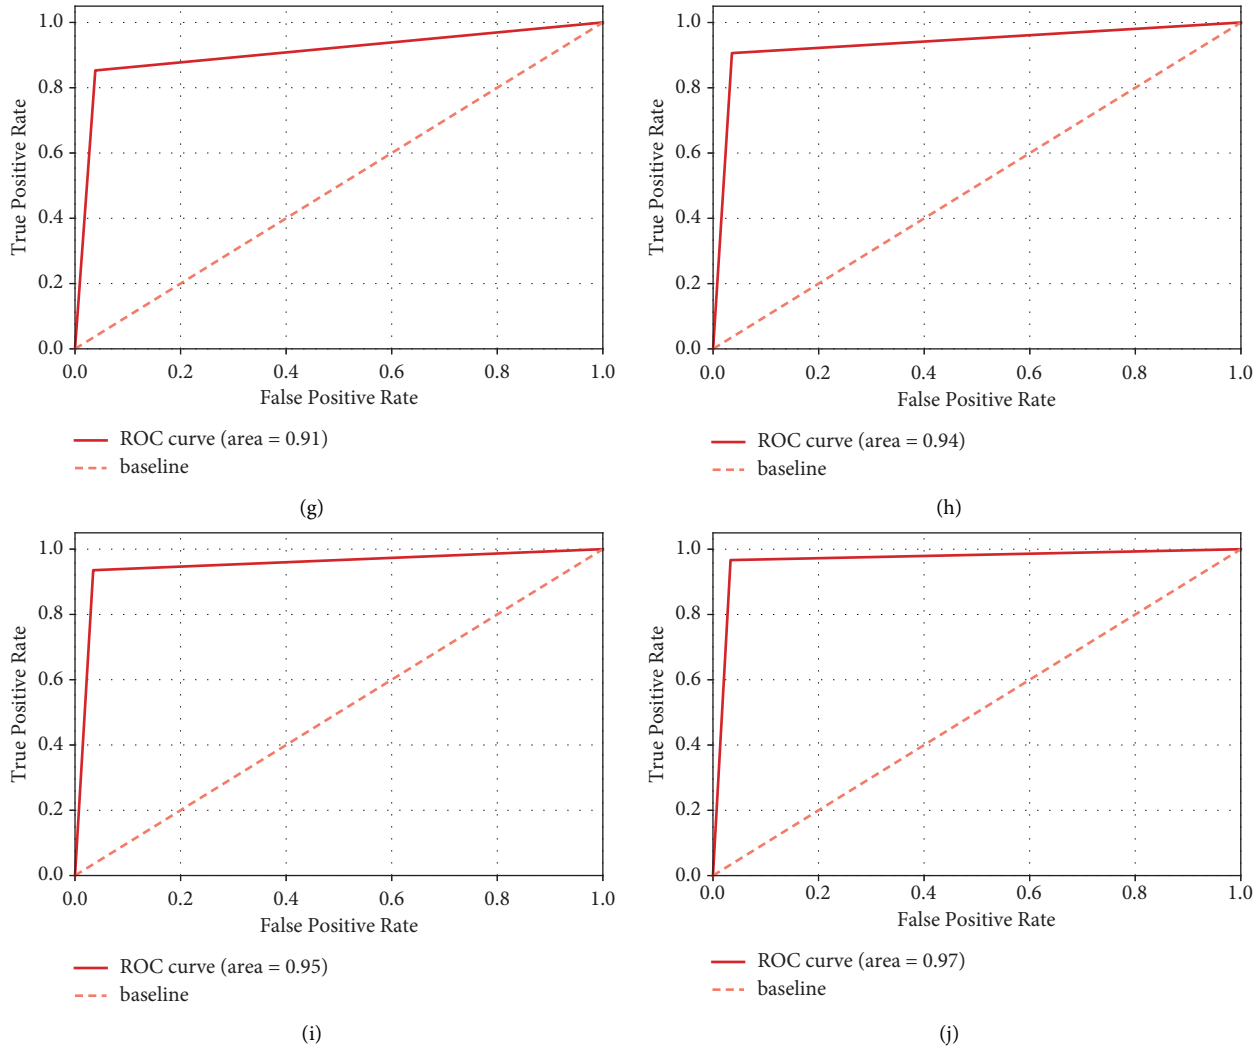 1.0
0.8
0.6
0.4
0.2
0.0
True Positive Rate
0.0 0.2 0.4 0.6 0.8 1.0
False Positive Rate
ROC curve (area = 0.91)
baseline
(g)
1.0
0.8
0.6
0.4
0.2
0.0
True Positive Rate
0.0 0.2 0.4 0.6 0.8 1.0
False Positive Rate
ROC curve (area = 0.94)
baseline
(h)
1.0
0.8
0.6
0.4
0.2
0.0
True Positive Rate
0.0 0.2 0.4 0.6 0.8 1.0
False Positive Rate
ROC curve (area = 0.95)
baseline
(i)
1.0
0.8
0.6
0.4
0.2
0.0
True Positive Rate
0.0 0.2 0.4 0.6 0.8 1.0
False Positive Rate
ROC curve (area = 0.97)
baseline
(j)